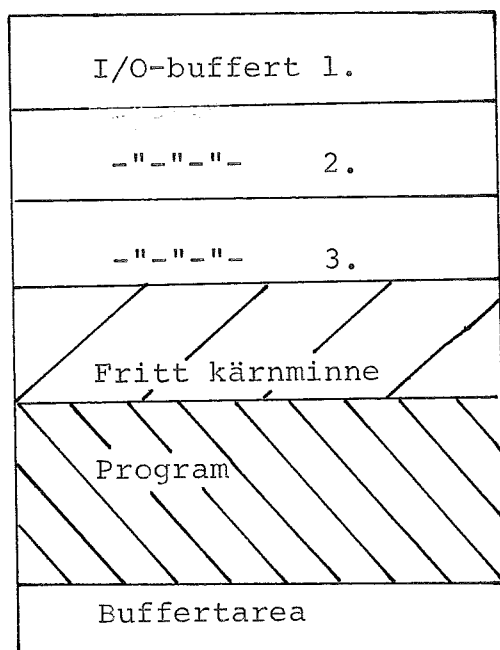 I/O-buffert 1.
-"-"-"- 2.
-"-"-"- 3.
Fritt kärnminne
Program
Buffertarea